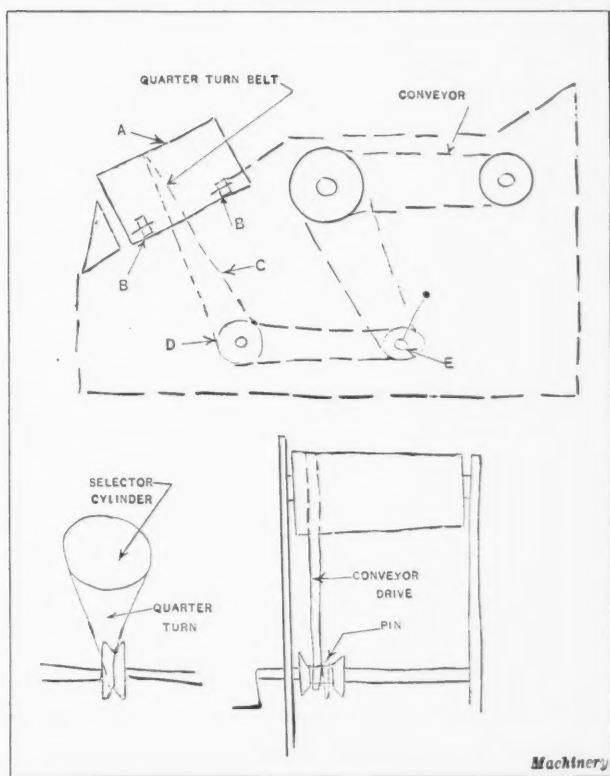 QUARTER TURN BELT
CONVEYOR
A
B
B
C
D
E
SELECTOR
CYLINDER
QUARTER
TURN
CONVEYOR
DRIVE
PIN
Machinery